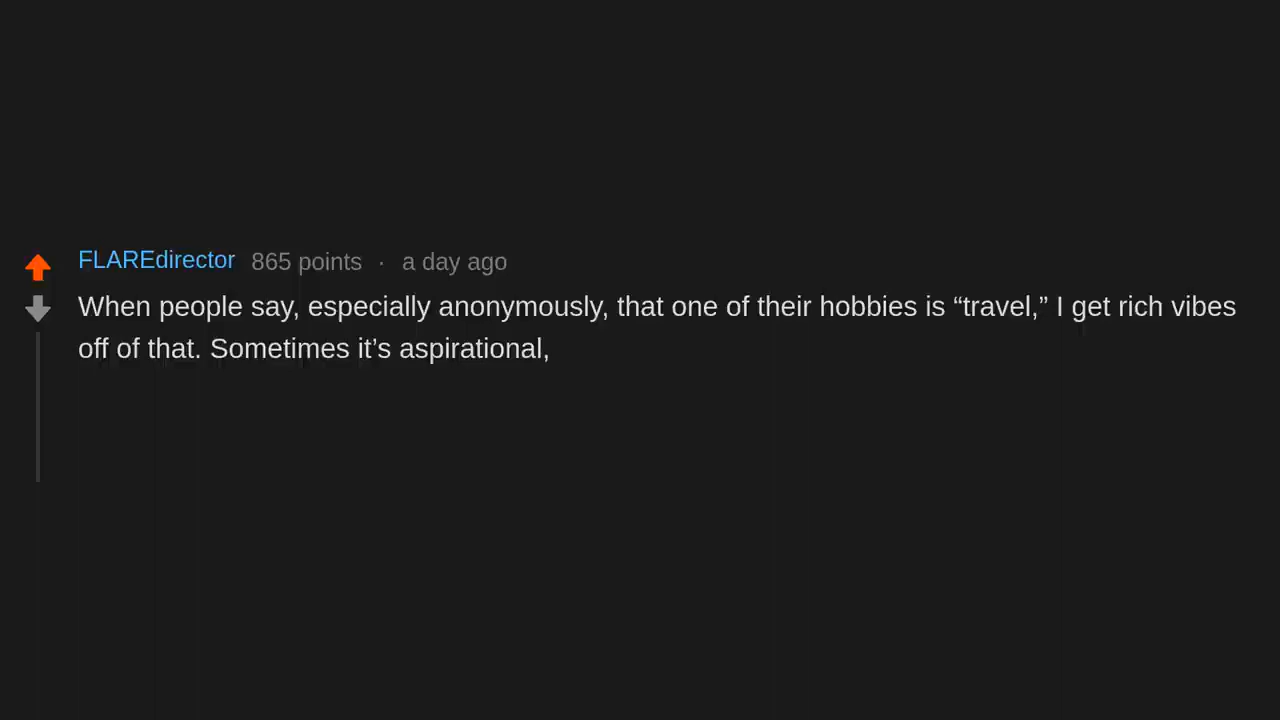 FLAREdirector 865 points · a day ago
When people say, especially anonymously, that one of their hobbies is “travel,” I get rich vibes
off of that. Sometimes it’s aspirational,